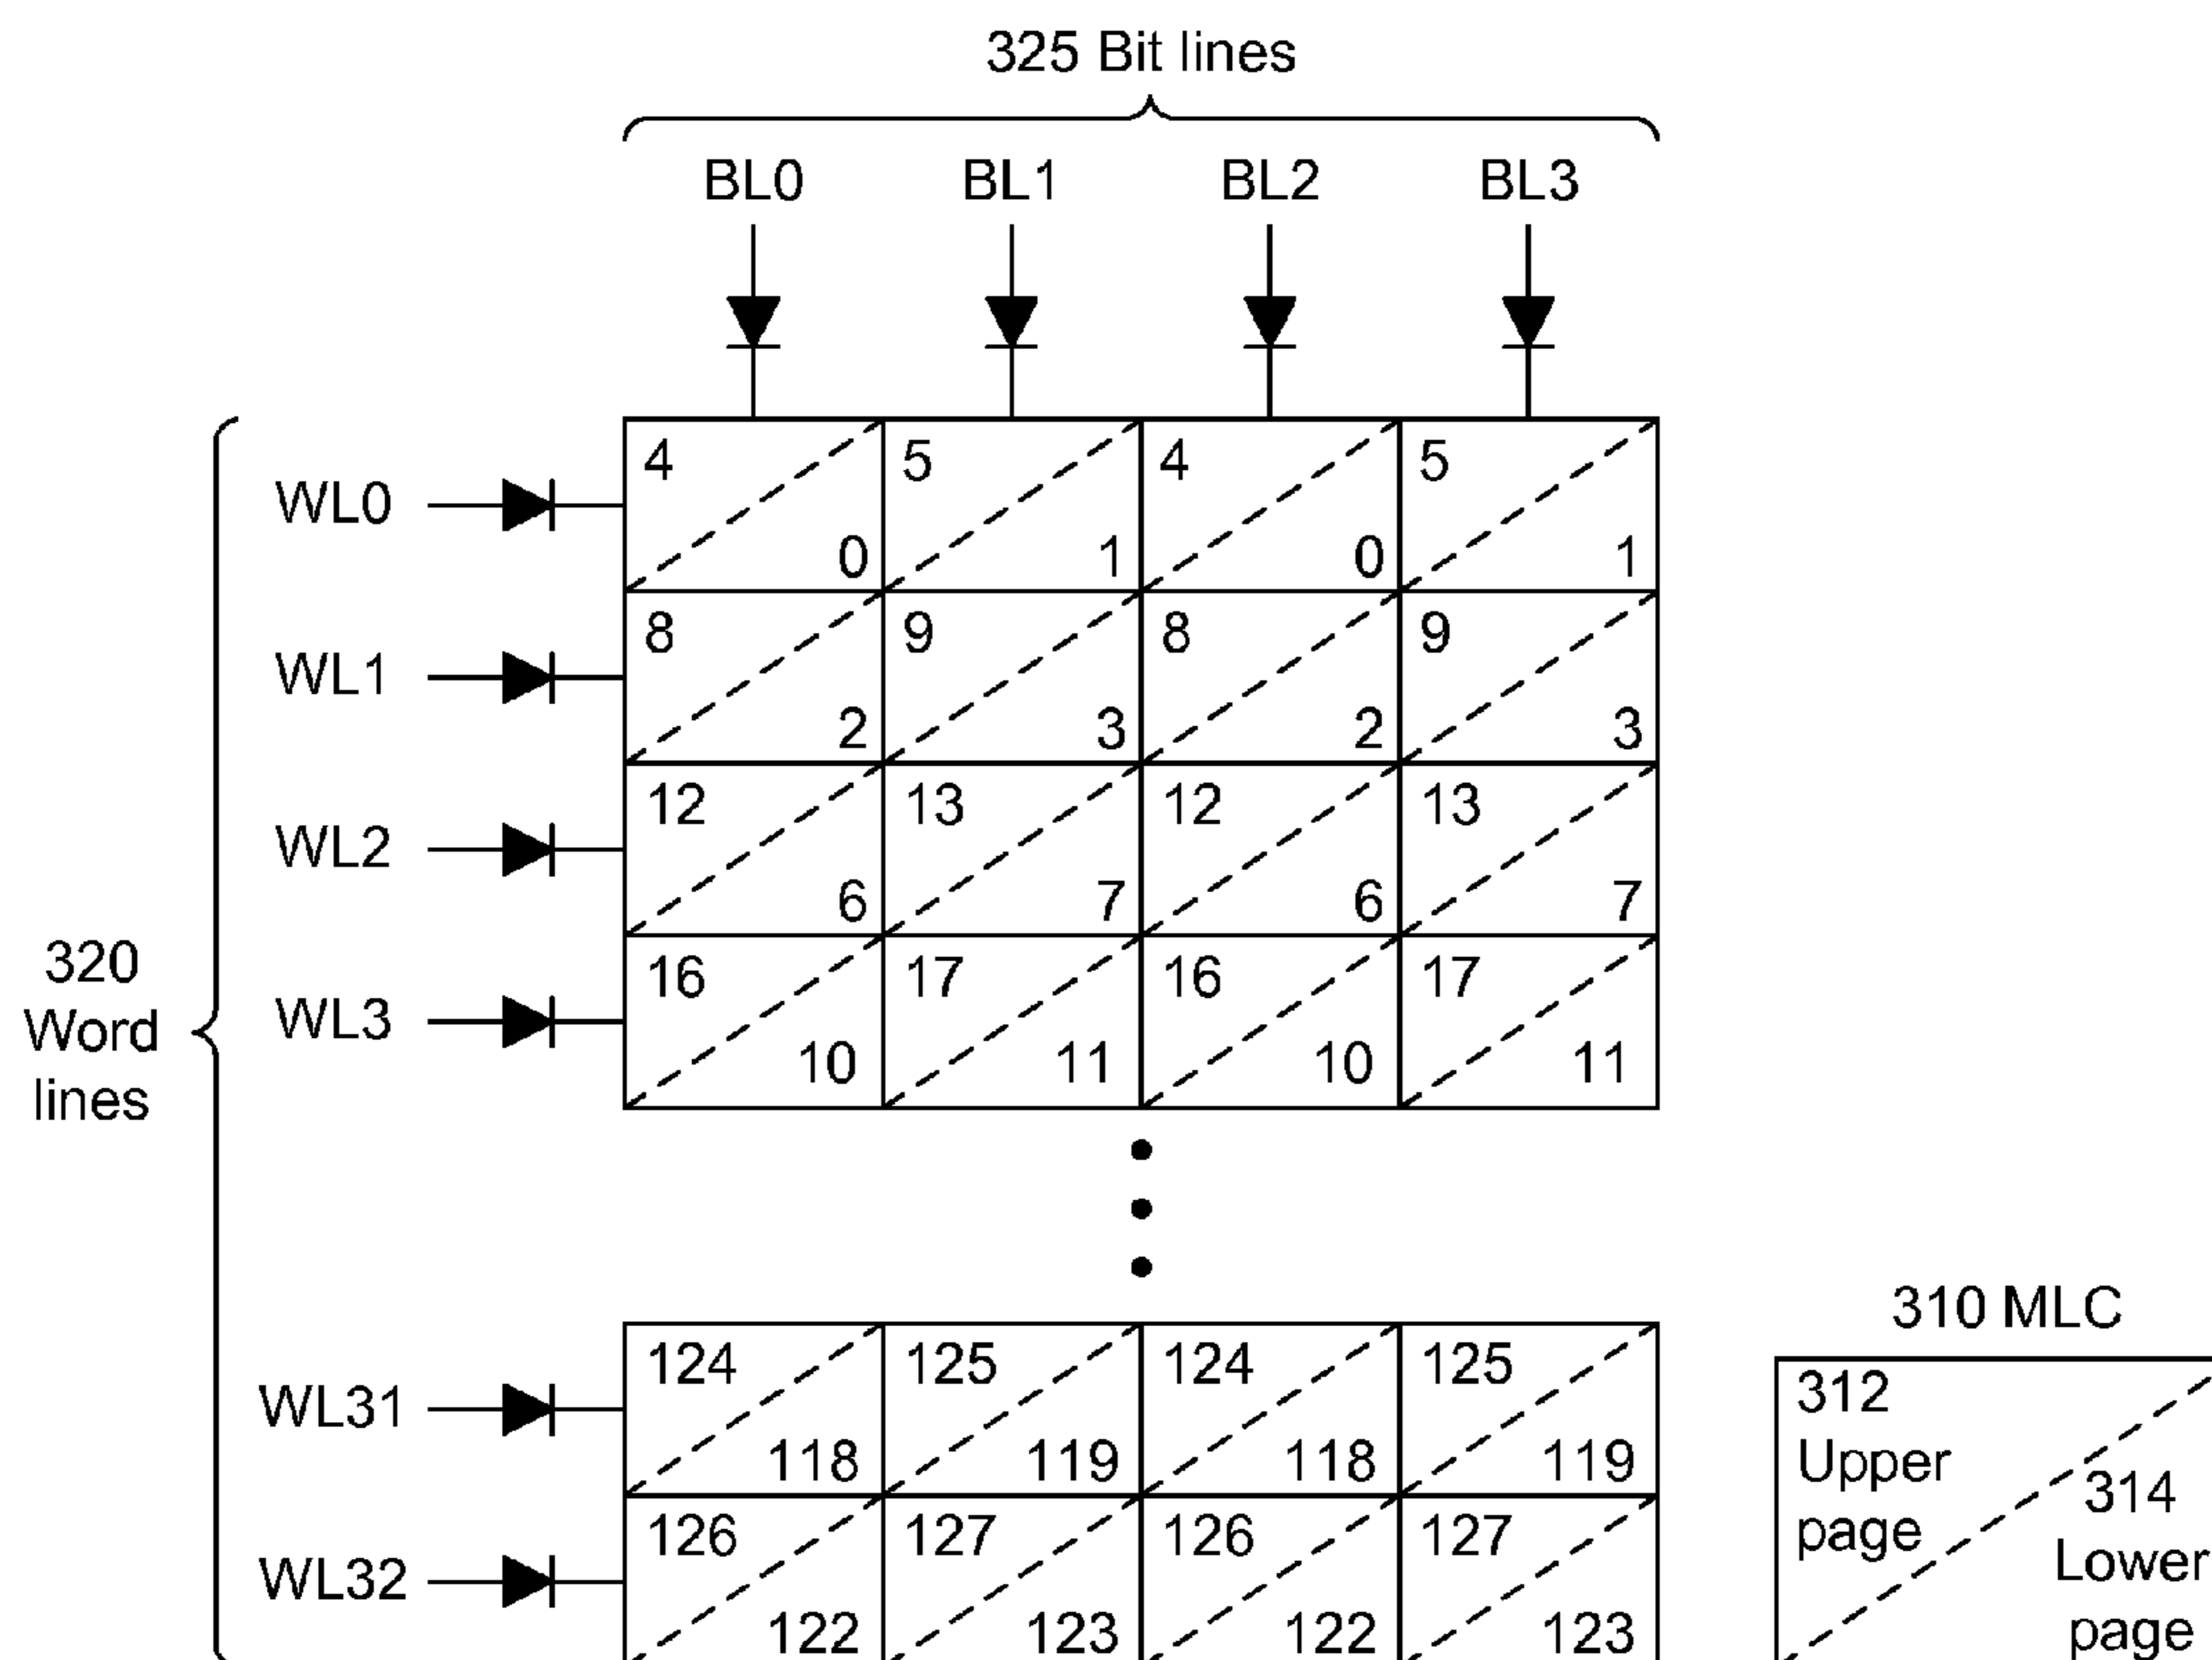 325 Bit lines
BL0 BL1 BL2 BL3
WL0 4 0 5 1 4 0 5 1
WL1 8 2 9 3 8 2 9 3
WL2 12 6 13 7 12 6 13 7
WL3 16 10 17 11 16 10 17 11
320
Word
lines
WL31 124 118 125 119 124 118 125 119
WL32 126 122 127 123 126 122 127 123
310 MLC
312
Upper
page
314
Lower
page